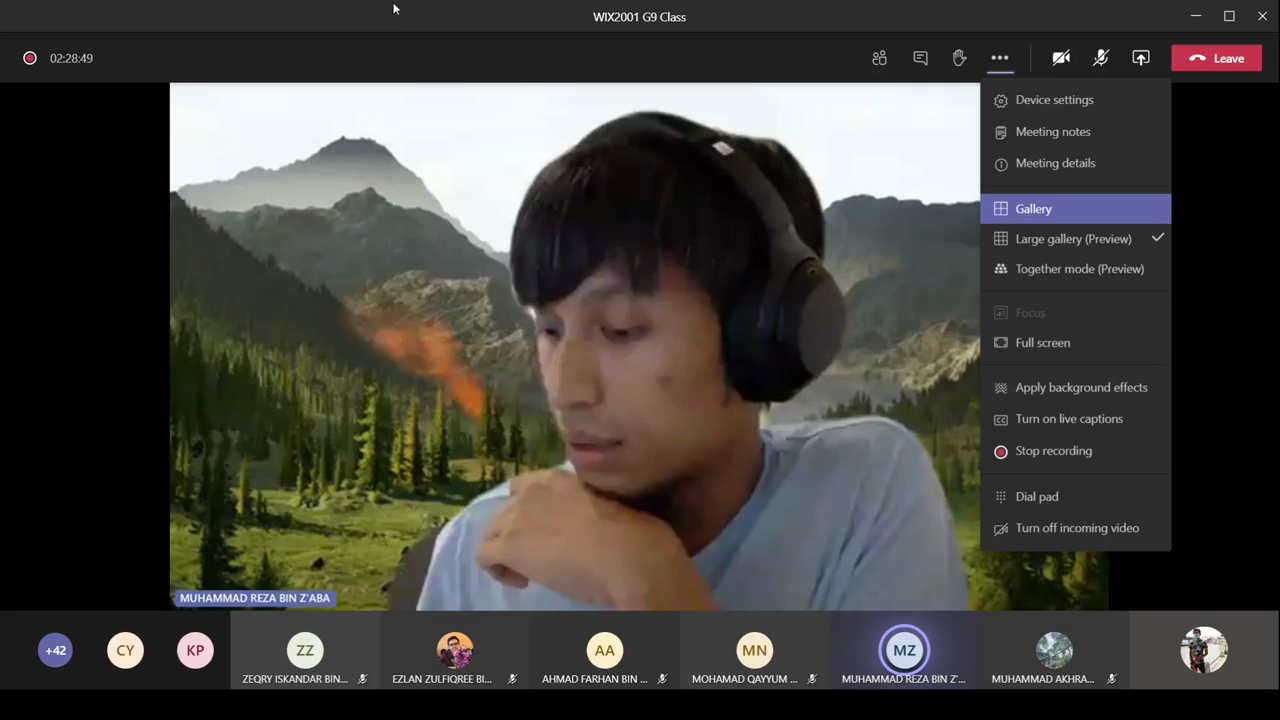 WIX2001 G9 Class
02:28:49
Leave
Device settings
Meeting notes
Meeting details
Gallery
Large gallery (Preview)
Together mode (Preview)
Focus
Full screen
Apply background effects
CC Turn on live captions
Stop recording
Dial pad
Turn off incoming video
MUHAMMAD REZA BIN Z'ABA
+42
CY
KP
ZZ
AA
MN
MZ
ZEQRY ISKANDAR BIN...
EZLAN ZULFIQREE BI...
AHMAD FARHAN BIN ...
MOHAMAD QAYYUM ...
MUHAMMAD REZA BIN Z'...
MUHAMMAD AKHRA...